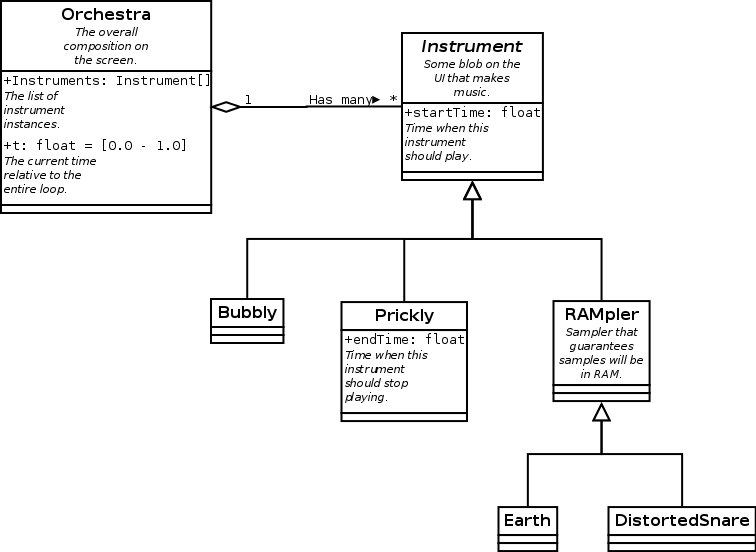 Orchestra
The overall
composition on
the screen.
+Instruments: Instrument[]
The list of
instrument
instances.
+t: float = [0.0 - 1.0]
The current time
relative to the
entire loop.
1
Has many
*
Instrument
Some blob on the
UI that makes
music.
+startTime: float
Time when this
instrument
should play.
Bubbly
Prickly
+endTime: float
Time when this
instrument
should stop
playing.
RAMpler
Sampler that
guarantees
samples will be
in RAM.
Earth
DistortedSnare